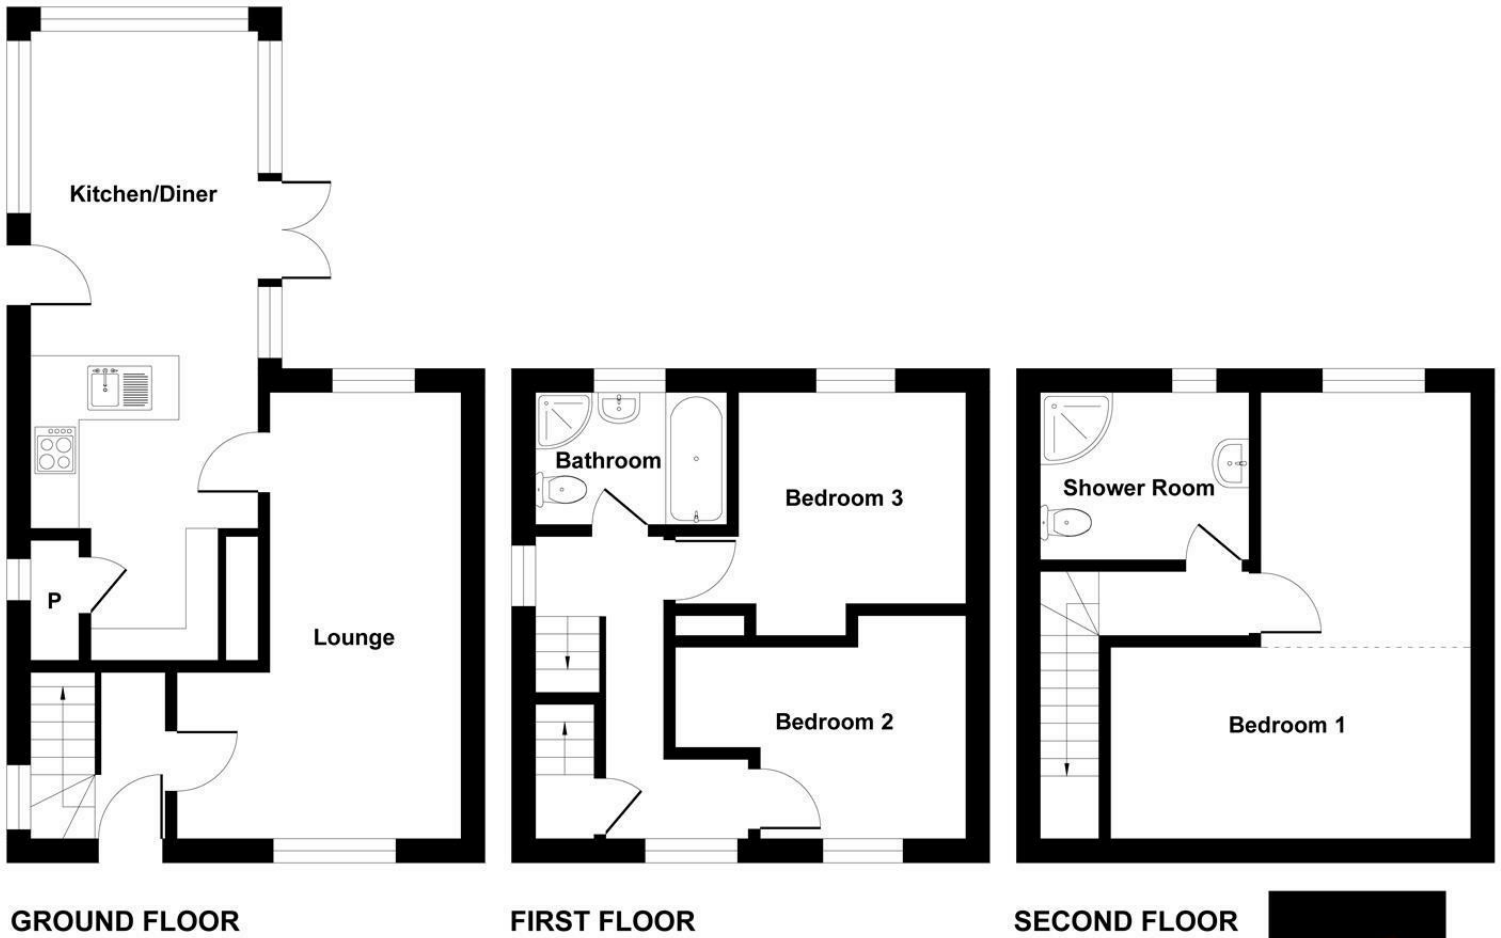 Kitchen/Diner
P
Lounge
GROUND FLOOR
Bathroom
Bedroom 3
Bedroom 2
FIRST FLOOR
Shower Room
Bedroom 1
SECOND FLOOR